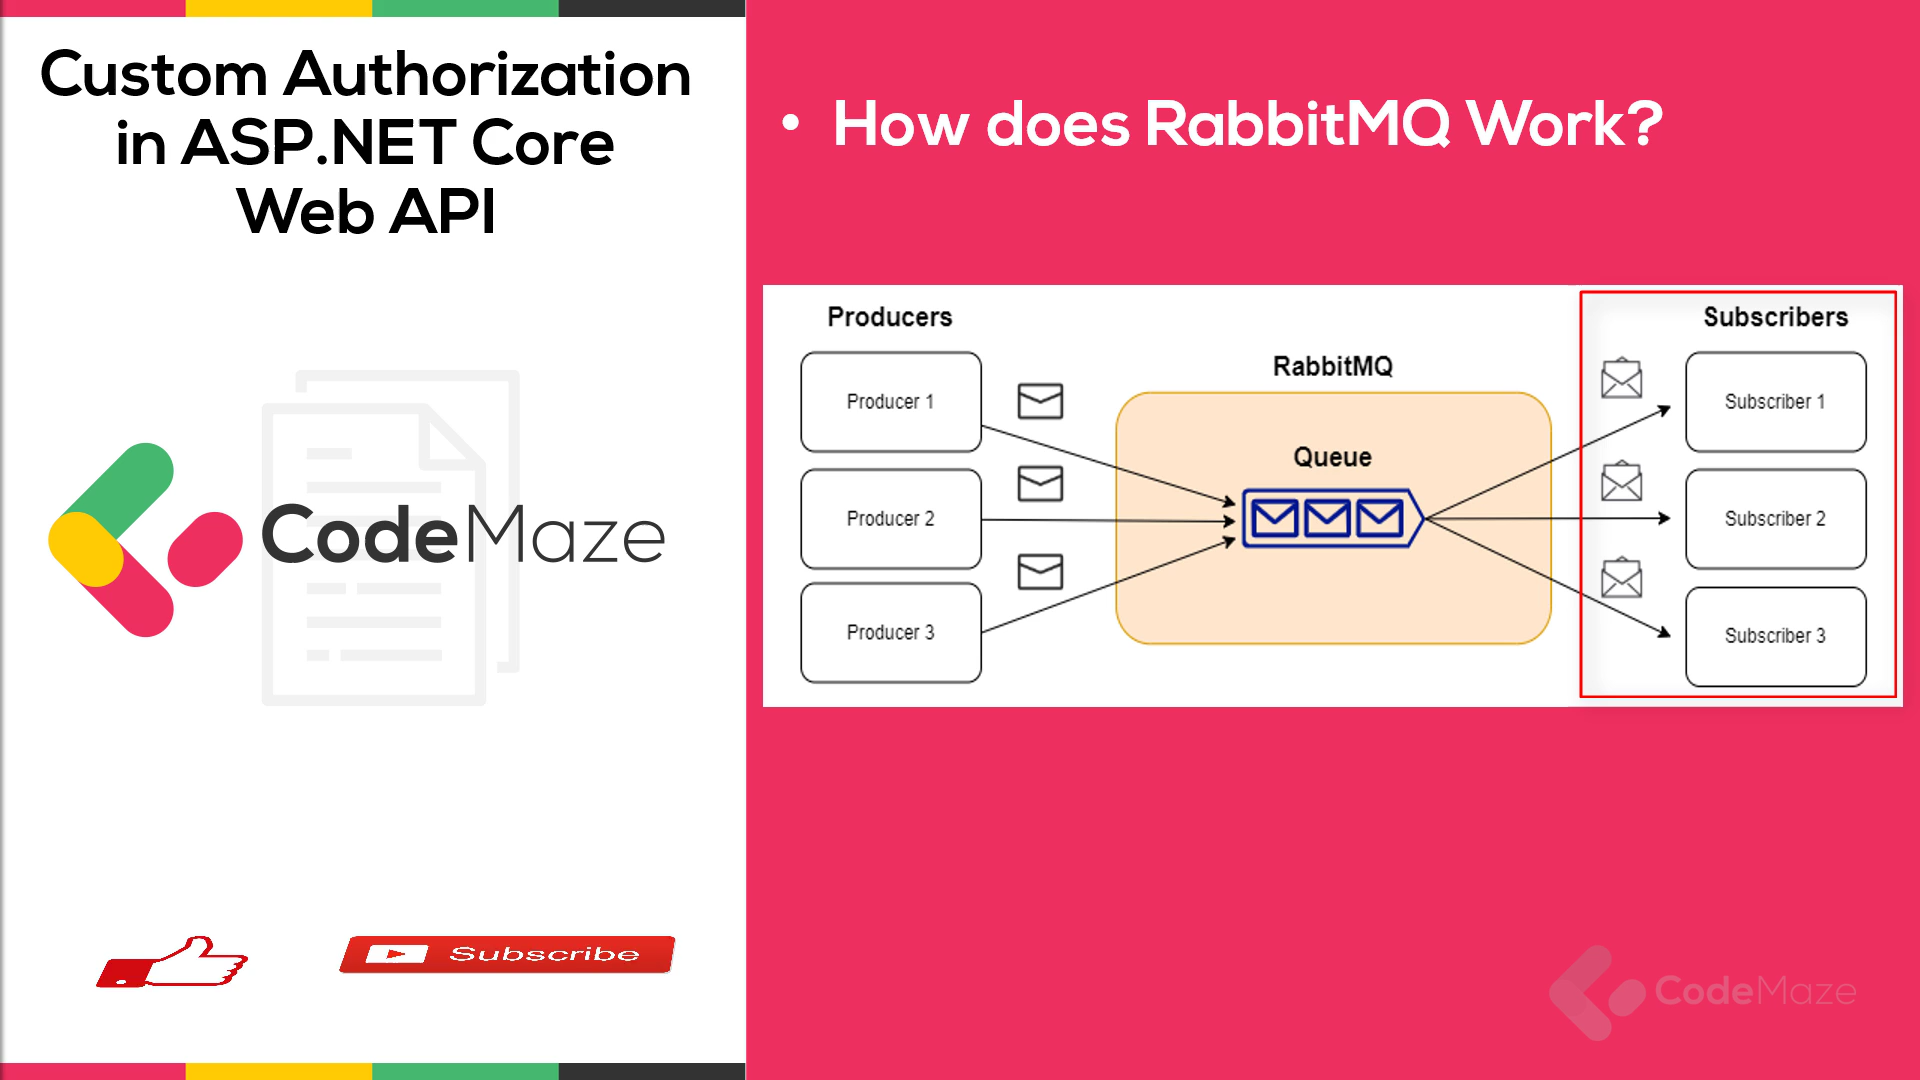 Custom Authorization
in ASP.NET Core
Web API
CodeMaze
Subscribe
• How does RabbitMQ Work?
Producers
Producer 1
Producer 2
Producer 3
RabbitMQ
Queue
Subscribers
Subscriber 1
Subscriber 2
Subscriber 3
CodeMaze